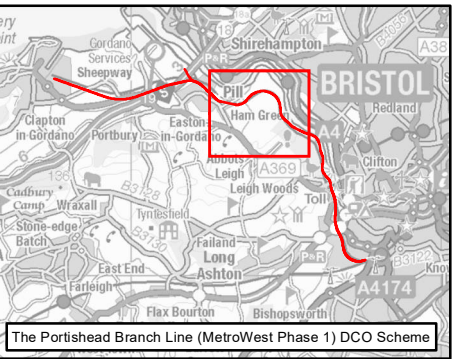 Gordano
Services
Sheepway
P+R
Shirehampton
A38
BRISTOL
19
Pill
Ham Green
Redland
Clapton
in-Gordano
Portbury
Easton-
in-Gordano
A4
Clifton
Abbots
Leigh
A369
136
Cadbury
Camp
Wraxall
B3128
Leigh Woods
Toll
Tyntesfield
Stone-edge
Batch
B3130
Failand
Long
Ashton
P+R
B3122
East End
Farleigh
A4174
Flax Bourton
Bishopsworth
The Portishead Branch Line (MetroWest Phase 1) DCO Scheme